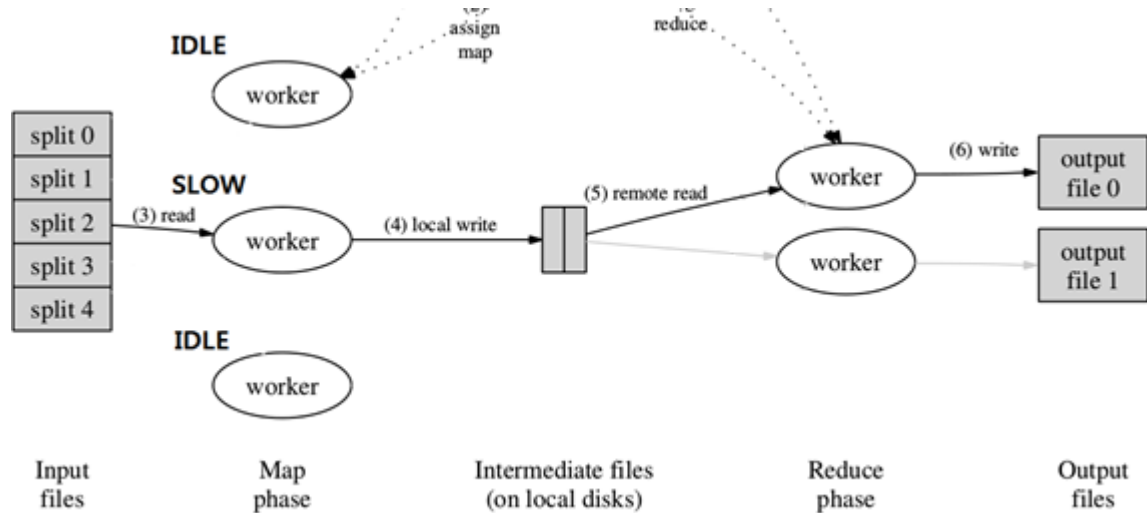 assign
map
reduce
IDLE
worker
split 0
split 1
split 2
split 3
split 4
SLOW
(3) read
worker
(4) local write
(5) remote read
worker
(6) write
output
file 0
worker
output
file 1
IDLE
worker
Input
files
Map
phase
Intermediate files
(on local disks)
Reduce
phase
Output
files